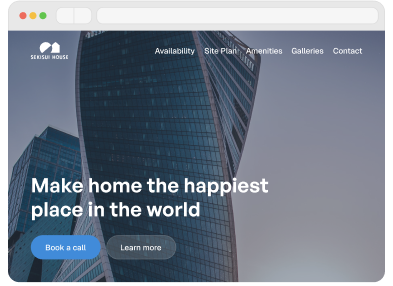 SEKISUI HOUSE
Availability Site Plan Amenities Galleries Contact
Make home the happiest
place in the world
Book a call Learn more